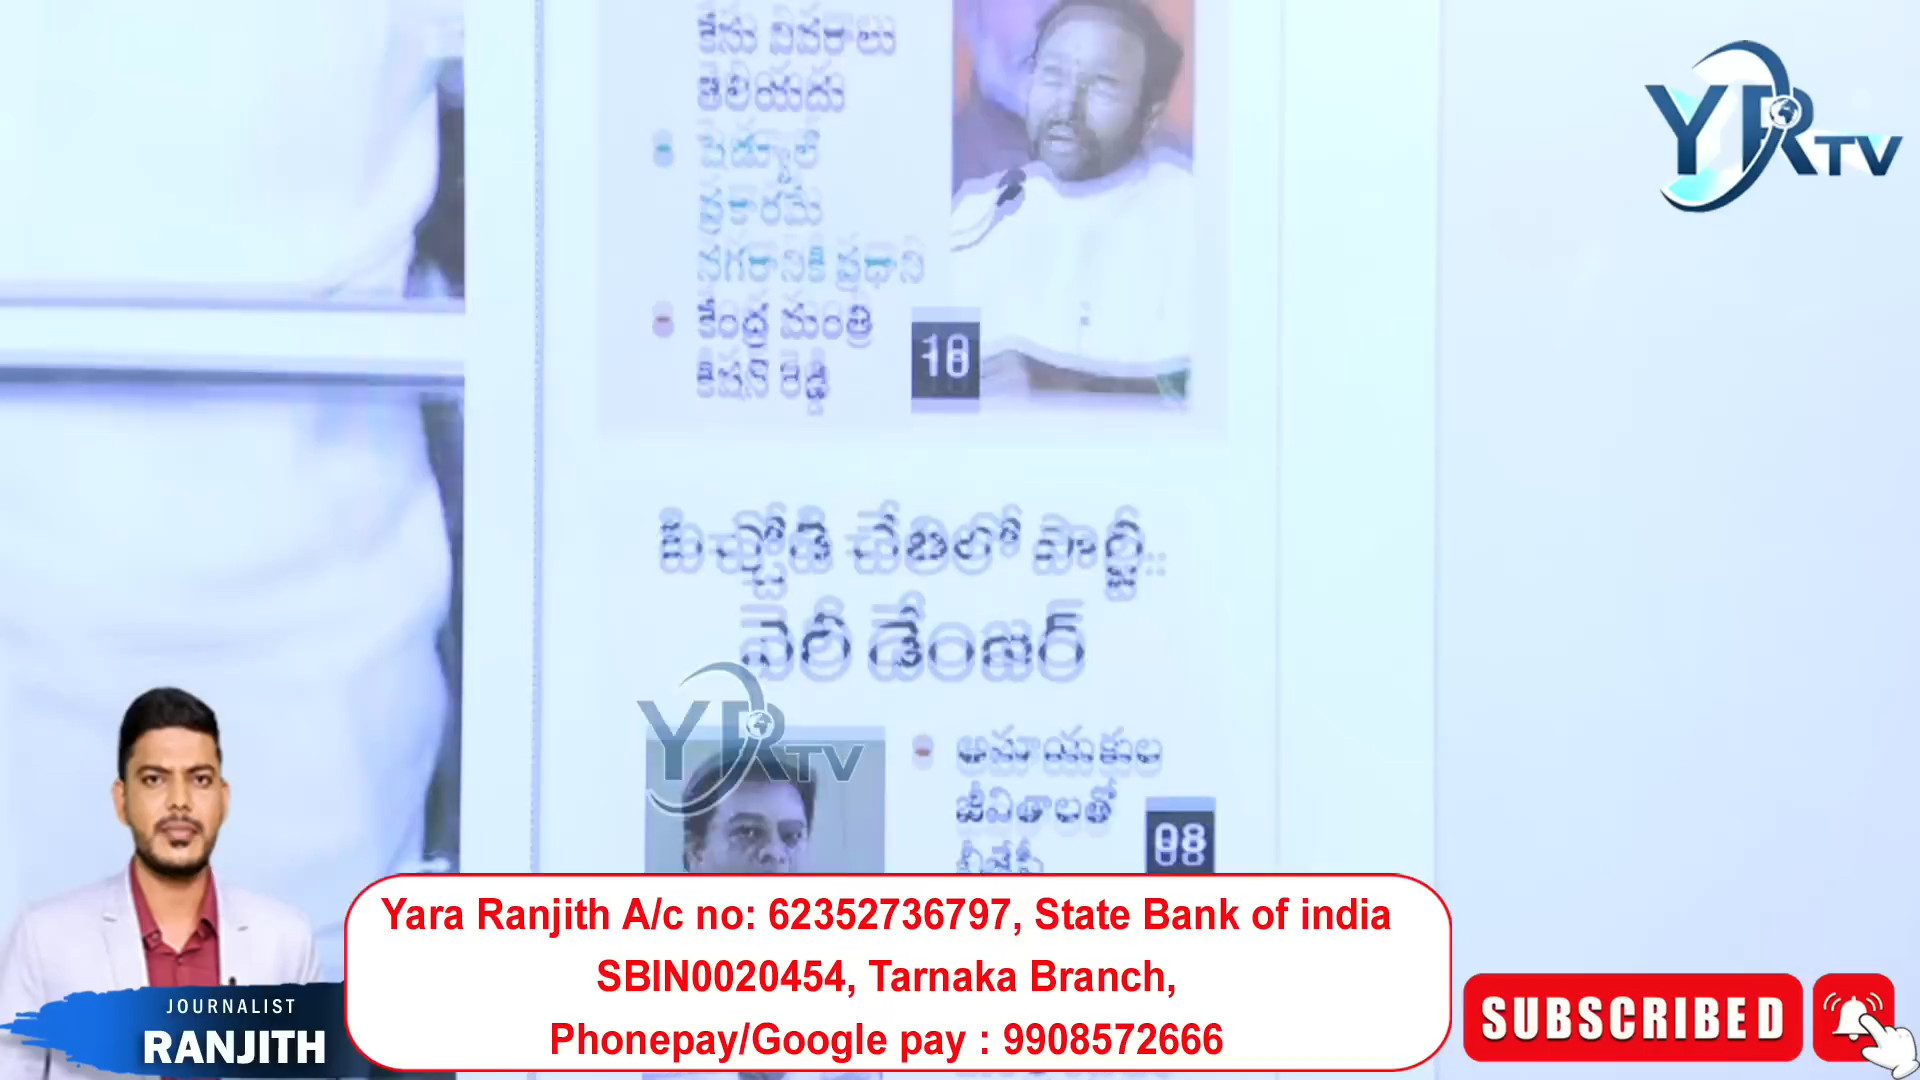 కేసు వివరాలు
తెలియదు
షెడ్యూల్
ప్రకారమే
నగరానికి ప్రధాని
కేంద్ర మంత్రి
కిషన్ రెడ్డి
10
YRTV
పిచ్చోడి చేతిలో పార్టీ..
వెరీ డేంజర్
YRTV
అమాయకుల
జీవితాలతో
బీజేపీ
08
JOURNALIST
RANJITH
Yara Ranjith A/c no: 62352736797, State Bank of india
SBIN0020454, Tarnaka Branch,
Phonepay/Google pay : 9908572666
SUBSCRIBED